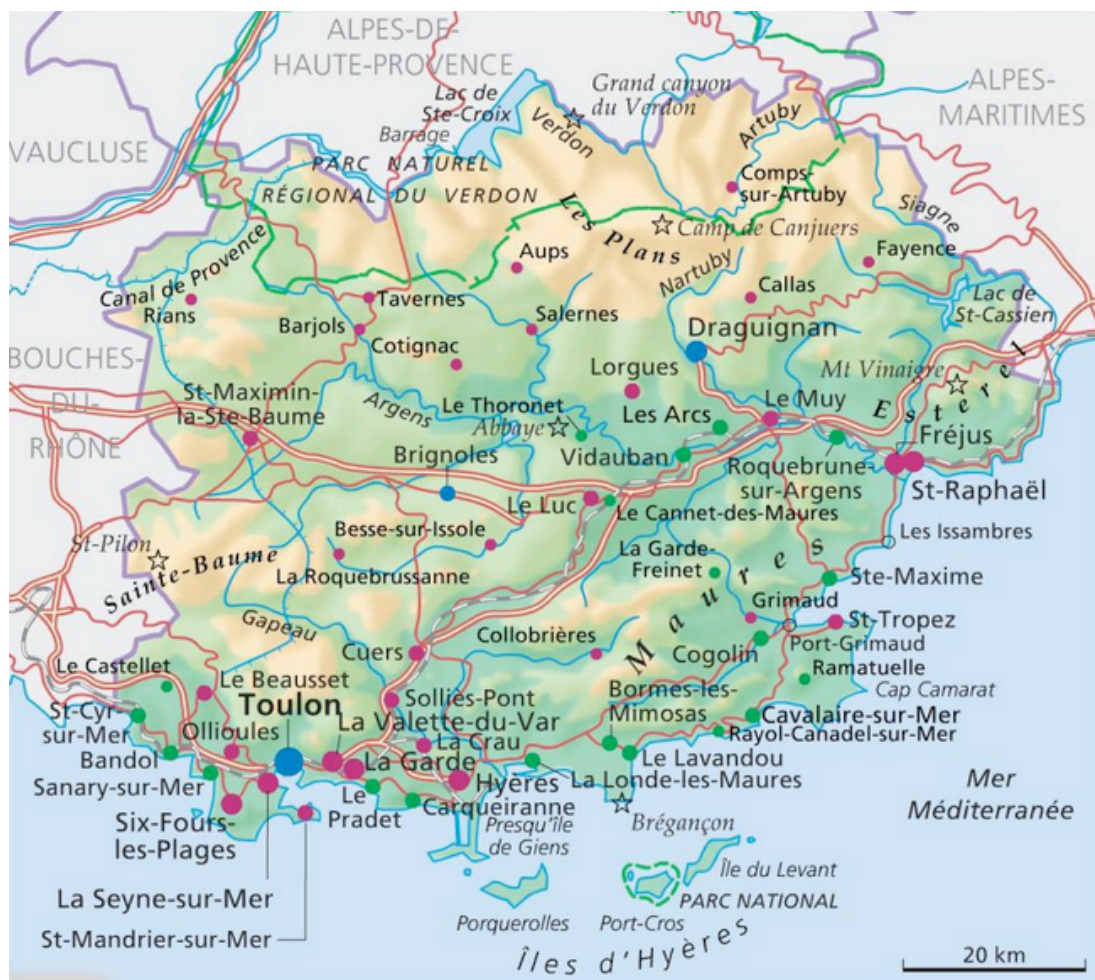 ALPES-DE-
HAUTE-PROVENCE
Grand canyon
du Verdon
ALPES-
MARITIMES
Lac de
Ste-Croix
Barrage
Verdon
Artuby
VAUCLUSE
PARC NATUREL
RÉGIONAL DU VERDON
Comps-
sur-Artuby
Les Plans
Camp de Canjuers
Siagne
Canal de Provence
Rians
Aups
Nartuby
Fayence
Tavernes
Callas
Lac de
St-Cassien
Barjols
Salernes
Draguignan
BOUCHES-
DU-
RHÔNE
Cotignac
Mt Vinaigre
Esterel
St-Maximin-
la-Ste-Baume
Argens
Lorgues
Le Thoronet
Abbaye
Les Arcs
Le Muy
Fréjus
Brignoles
Vidauban
Roquebrune-
sur-Argens
St-Raphaël
Le Luc
Le Cannet-des-Maures
Besse-sur-Issole
Les Issambres
St-Pilon
Sainte-Baume
La Roquebrussanne
La Garde-
Freinet
Maures
Ste-Maxime
Gapeau
Grimaud
St-Tropez
Collobrières
Port-Grimaud
Cuers
Cogolin
Ramatuelle
Le Castellet
Le Beausset
Solliès-Pont
Bormes-les-
Mimosas
Cap Camarat
Toulon
St-Cyr-
sur-Mer
Ollioules
La Valette-du-Var
Cavalaire-sur-Mer
Rayol-Canadel-sur-Mer
Bandol
La Crau
La Garde
Le Lavandou
Sanary-sur-Mer
Hyères
La Londe-les-Maures
Mer
Méditerranée
Le
Pradet
Carqueiranne
Six-Fours-
les-Plages
Presqu'île
de Giens
Brégançon
Île du Levant
La Seyne-sur-Mer
PARC NATIONAL
Porquerolles
Port-Cros
St-Mandrier-sur-Mer
Îles d'Hyères
20 km